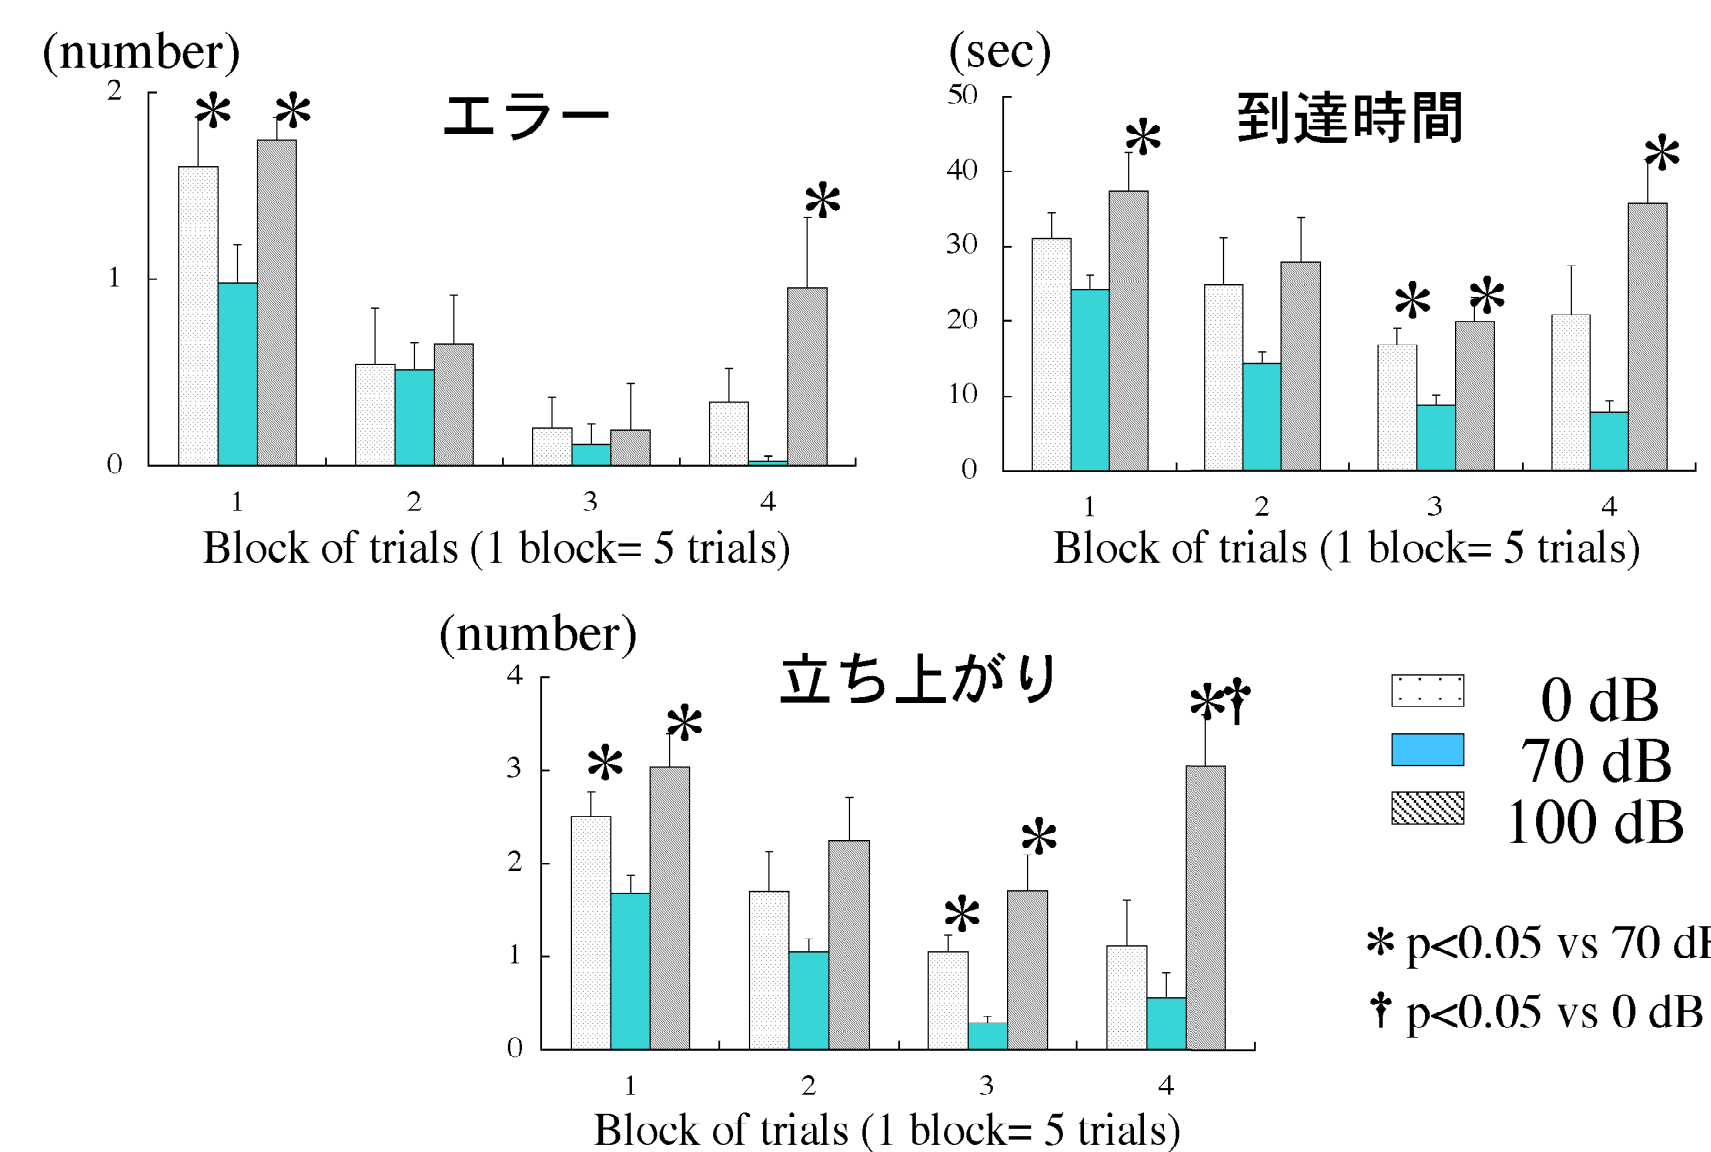 (number)
エラー
2
1
0
* * *
1 2 3 4
Block of trials (1 block= 5 trials)
(sec)
到達時間
50
40
30
20
10
0
* * * *
1 2 3 4
Block of trials (1 block= 5 trials)
(number)
立ち上がり
4
3
2
1
0
* * * * *†
1 2 3 4
Block of trials (1 block= 5 trials)
0 dB
70 dB
100 dB
* p<0.05 vs 70 dB
† p<0.05 vs 0 dB